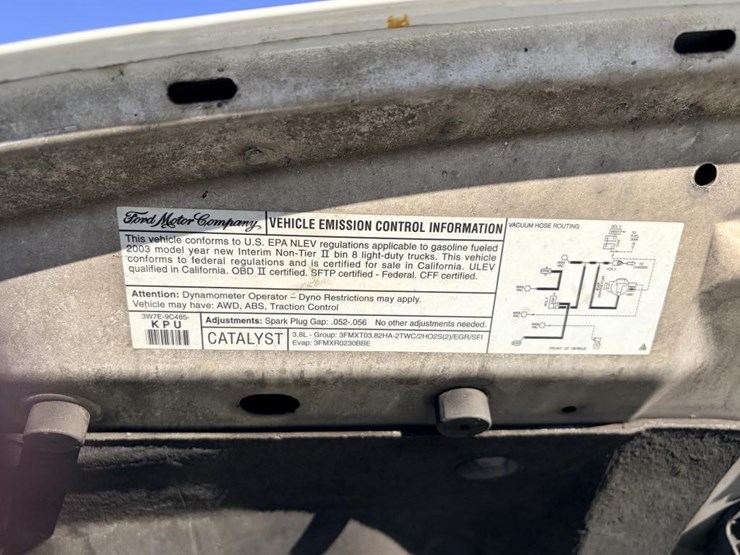 Ford Motor Company
VEHICLE EMISSION CONTROL INFORMATION
VACUUM HOSE ROUTING
This vehicle conforms to U.S. EPA NLEV regulations applicable to gasoline fueled
2003 model year new Interim Non-Tier II bin 8 light-duty trucks. This vehicle
conforms to federal regulations and is certified for sale in California. ULEV
qualified in California. OBD II certified. SFTP certified - Federal. CFF certified.
Attention: Dynamometer Operator – Dyno Restrictions may apply.
Vehicle may have: AWD, ABS, Traction Control
3W7E-9C485-
KPU
Adjustments: Spark Plug Gap: .052-.056 No other adjustments needed.
CATALYST
3.8L - Group: 3FMXT03.82HA-2TWC/2HO2S(2)/EGR/SFI
Evap: 3FMXR0230BBE
FRONT OF VEHICLE